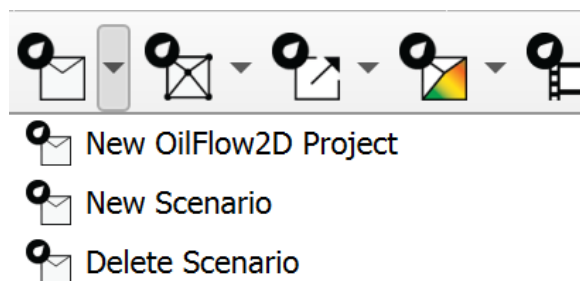 New OilFlow2D Project
New Scenario
Delete Scenario